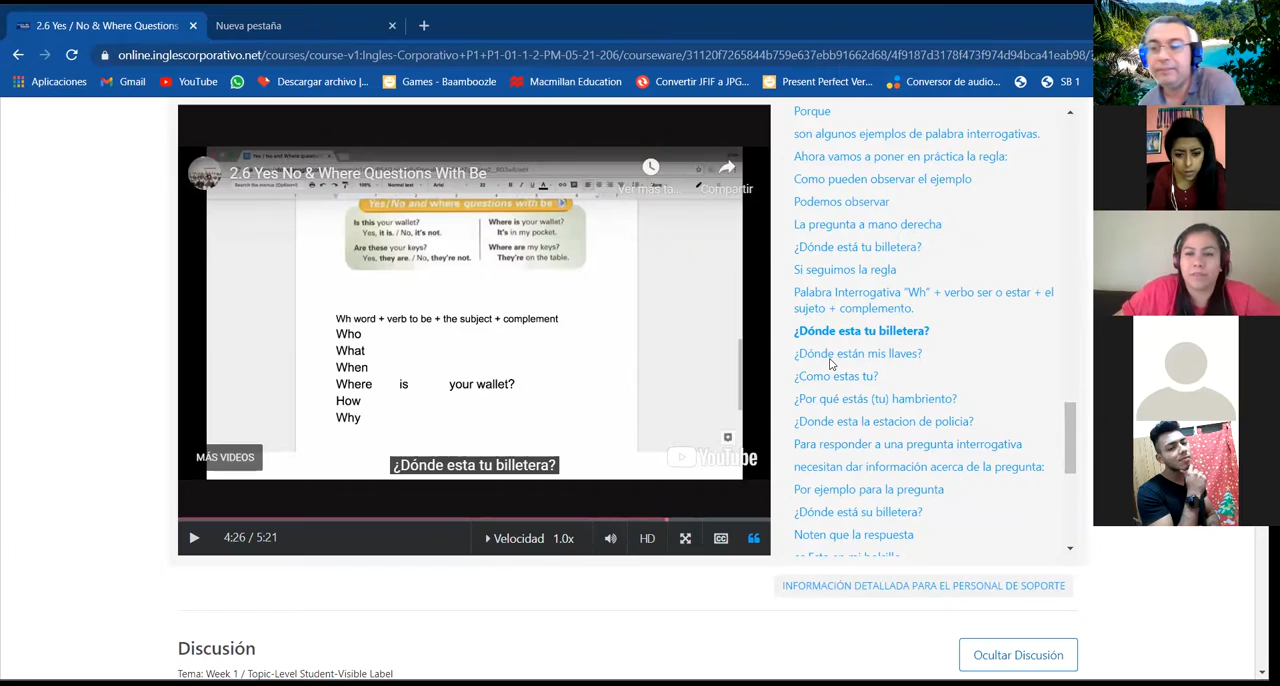 2.6 Yes / No & Where Questions
Nueva pestaña
online.inglescorporativo.net/courses/course-v1:Ingles-Corporativo+P1+P1-01-1-2-PM-05-21-206/courseware/31120f7265844b759e637ebb91662d68/4f9187d3178f473f974d94bca41eab98/
Aplicaciones
Gmail
YouTube
Descargar archivo |...
Games - Baamboozle
Macmillan Education
Convertir JFIF a JPG...
Present Perfect Ver...
Conversor de audio...
SB 1
2.6 Yes No & Where Questions With Be
Ver más ta...
Compartir
Yes/No and where questions with be
Is this your wallet?
Yes, it is. / No, it's not.
Are these your keys?
Yes, they are. / No, they're not.
Where is your wallet?
It's in my pocket.
Where are my keys?
They're on the table.
Wh word + verb to be + the subject + complement
Who
What
When
Where is your wallet?
How
Why
MÁS VIDEOS
YouTube
¿Dónde esta tu billetera?
4:26 / 5:21
Velocidad 1.0x
HD
Porque
son algunos ejemplos de palabra interrogativas.
Ahora vamos a poner en práctica la regla:
Como pueden observar el ejemplo
Podemos observar
La pregunta a mano derecha
¿Dónde está tu billetera?
Si seguimos la regla
Palabra Interrogativa "Wh" + verbo ser o estar + el
sujeto + complemento.
¿Dónde esta tu billetera?
¿Dónde están mis llaves?
¿Como estas tu?
¿Por qué estás (tu) hambriento?
¿Donde esta la estacion de policia?
Para responder a una pregunta interrogativa
necesitan dar información acerca de la pregunta:
Por ejemplo para la pregunta
¿Dónde está su billetera?
Noten que la respuesta
INFORMACIÓN DETALLADA PARA EL PERSONAL DE SOPORTE
Discusión
Tema: Week 1 / Topic-Level Student-Visible Label
Ocultar Discusión